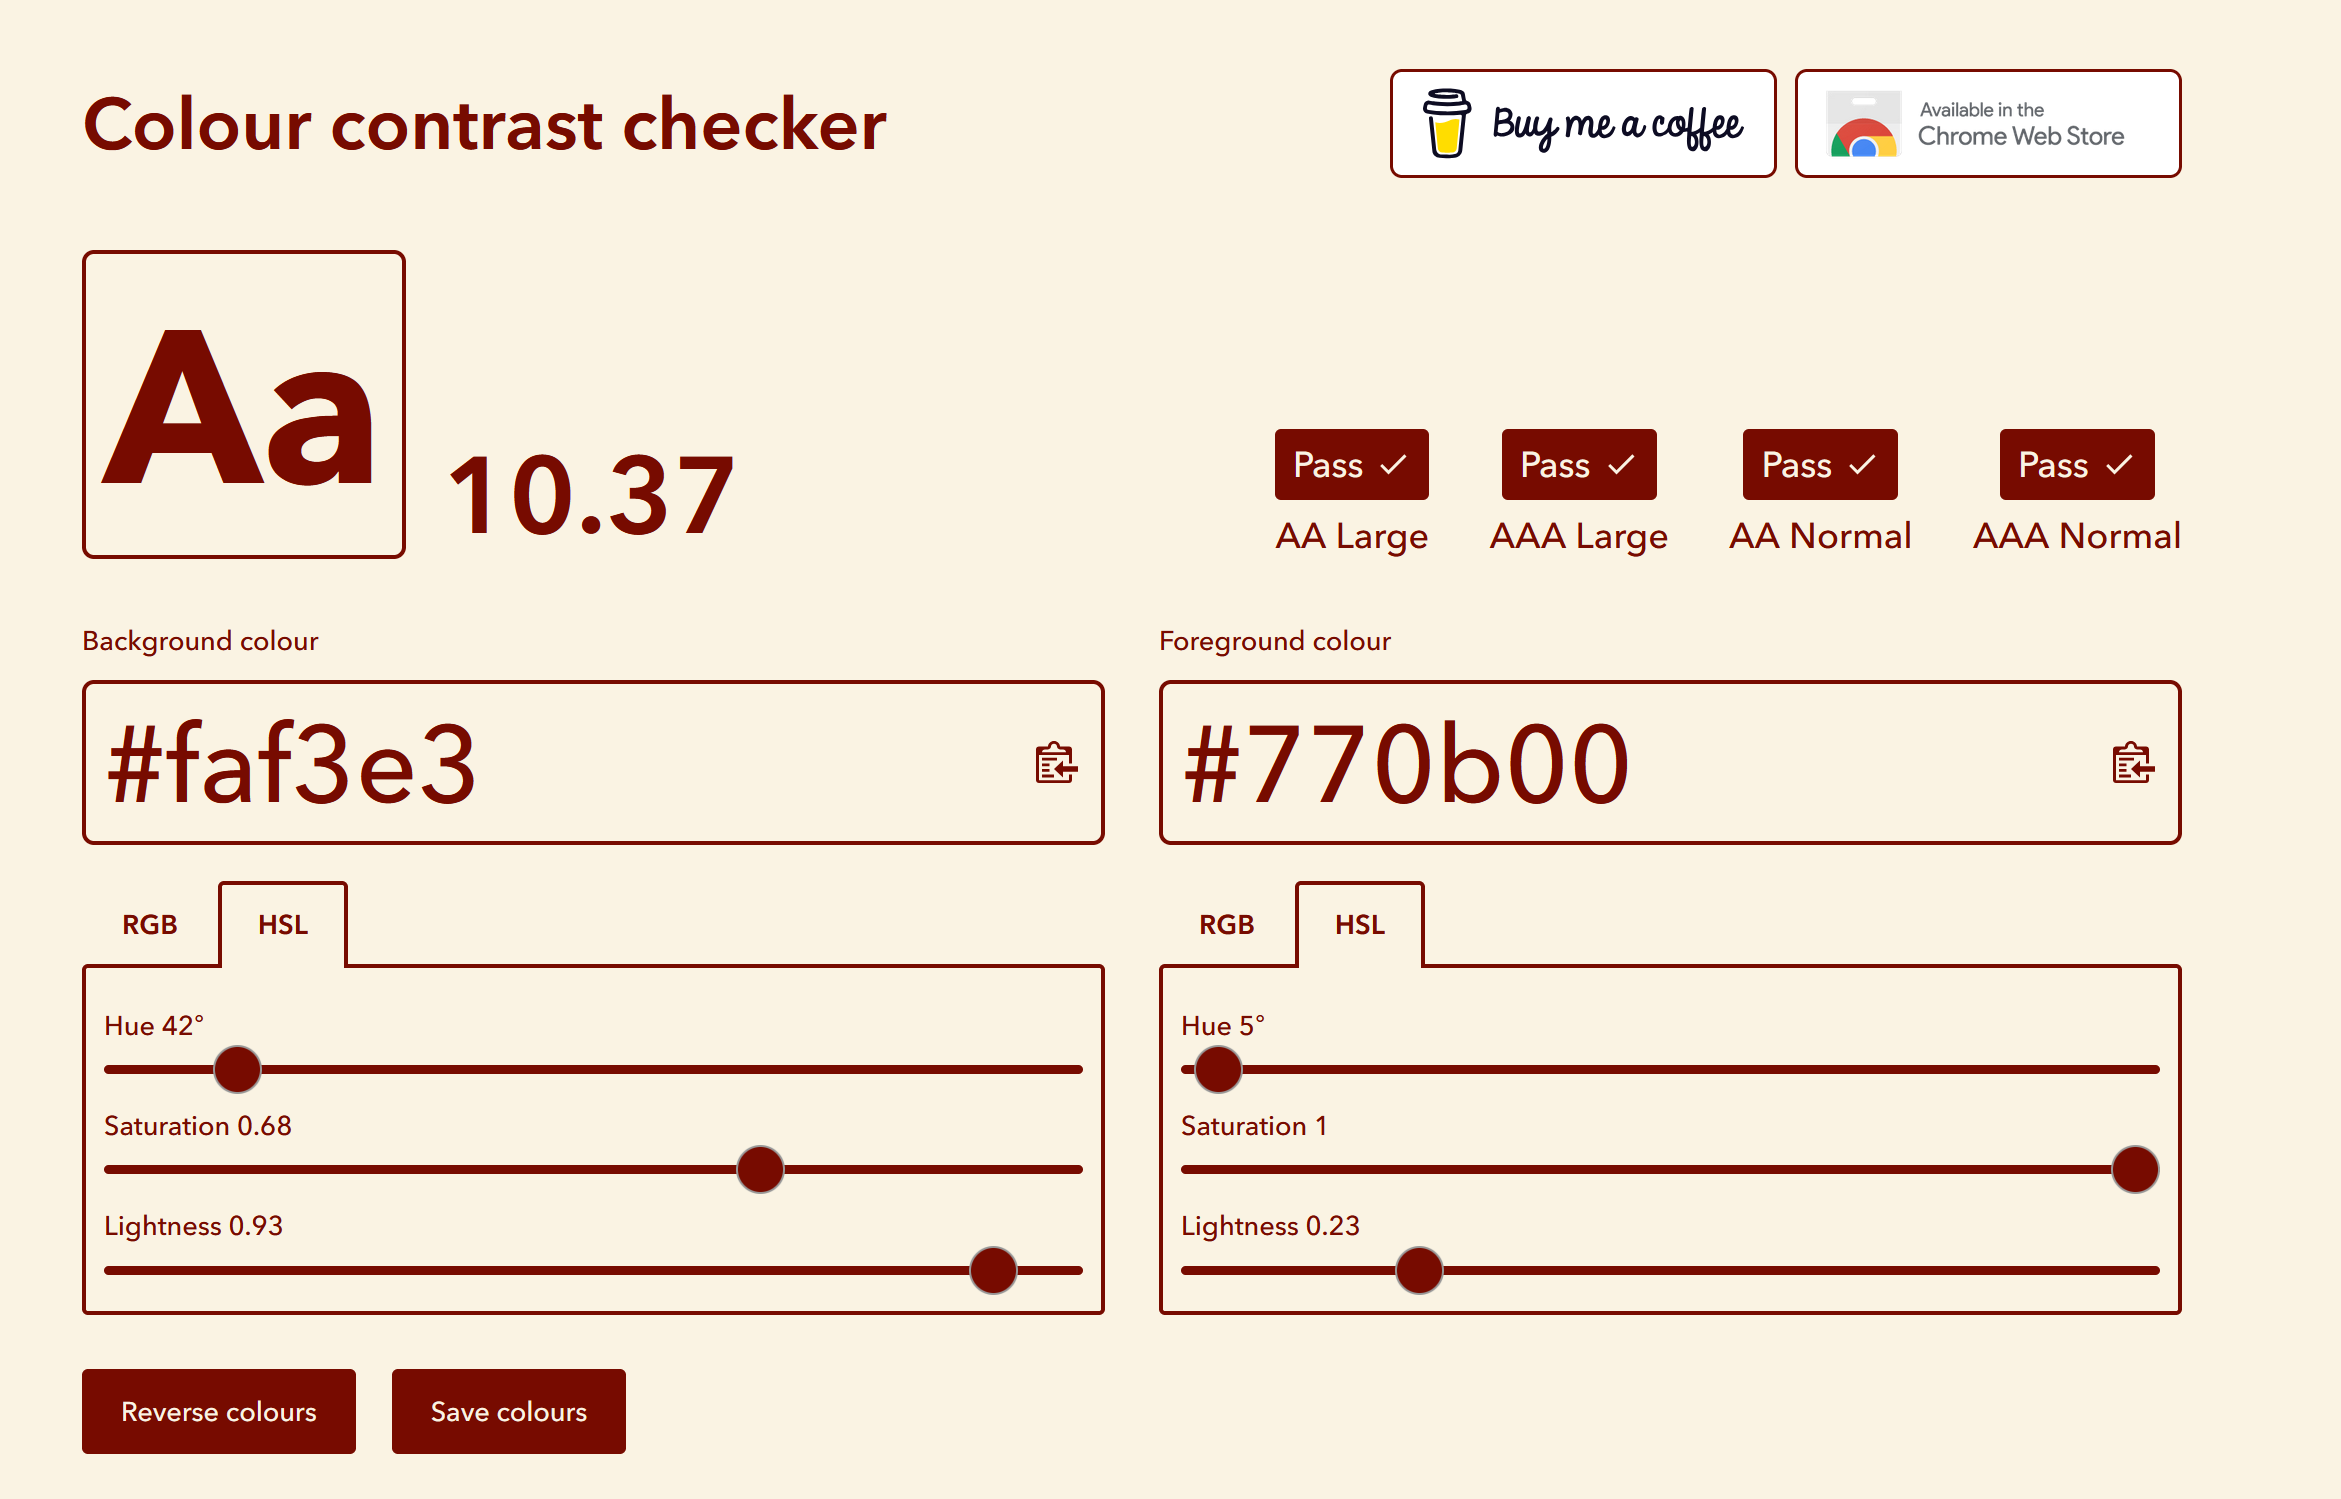 Colour contrast checker
Buy me a coffee
Available in the
Chrome Web Store
Aa
10.37
Pass
AA Large
Pass
AAA Large
Pass
AA Normal
Pass
AAA Normal
Background colour
#faf3e3
RGB HSL
Hue 42°
Saturation 0.68
Lightness 0.93
Foreground colour
#770b00
RGB HSL
Hue 5°
Saturation 1
Lightness 0.23
Reverse colours
Save colours